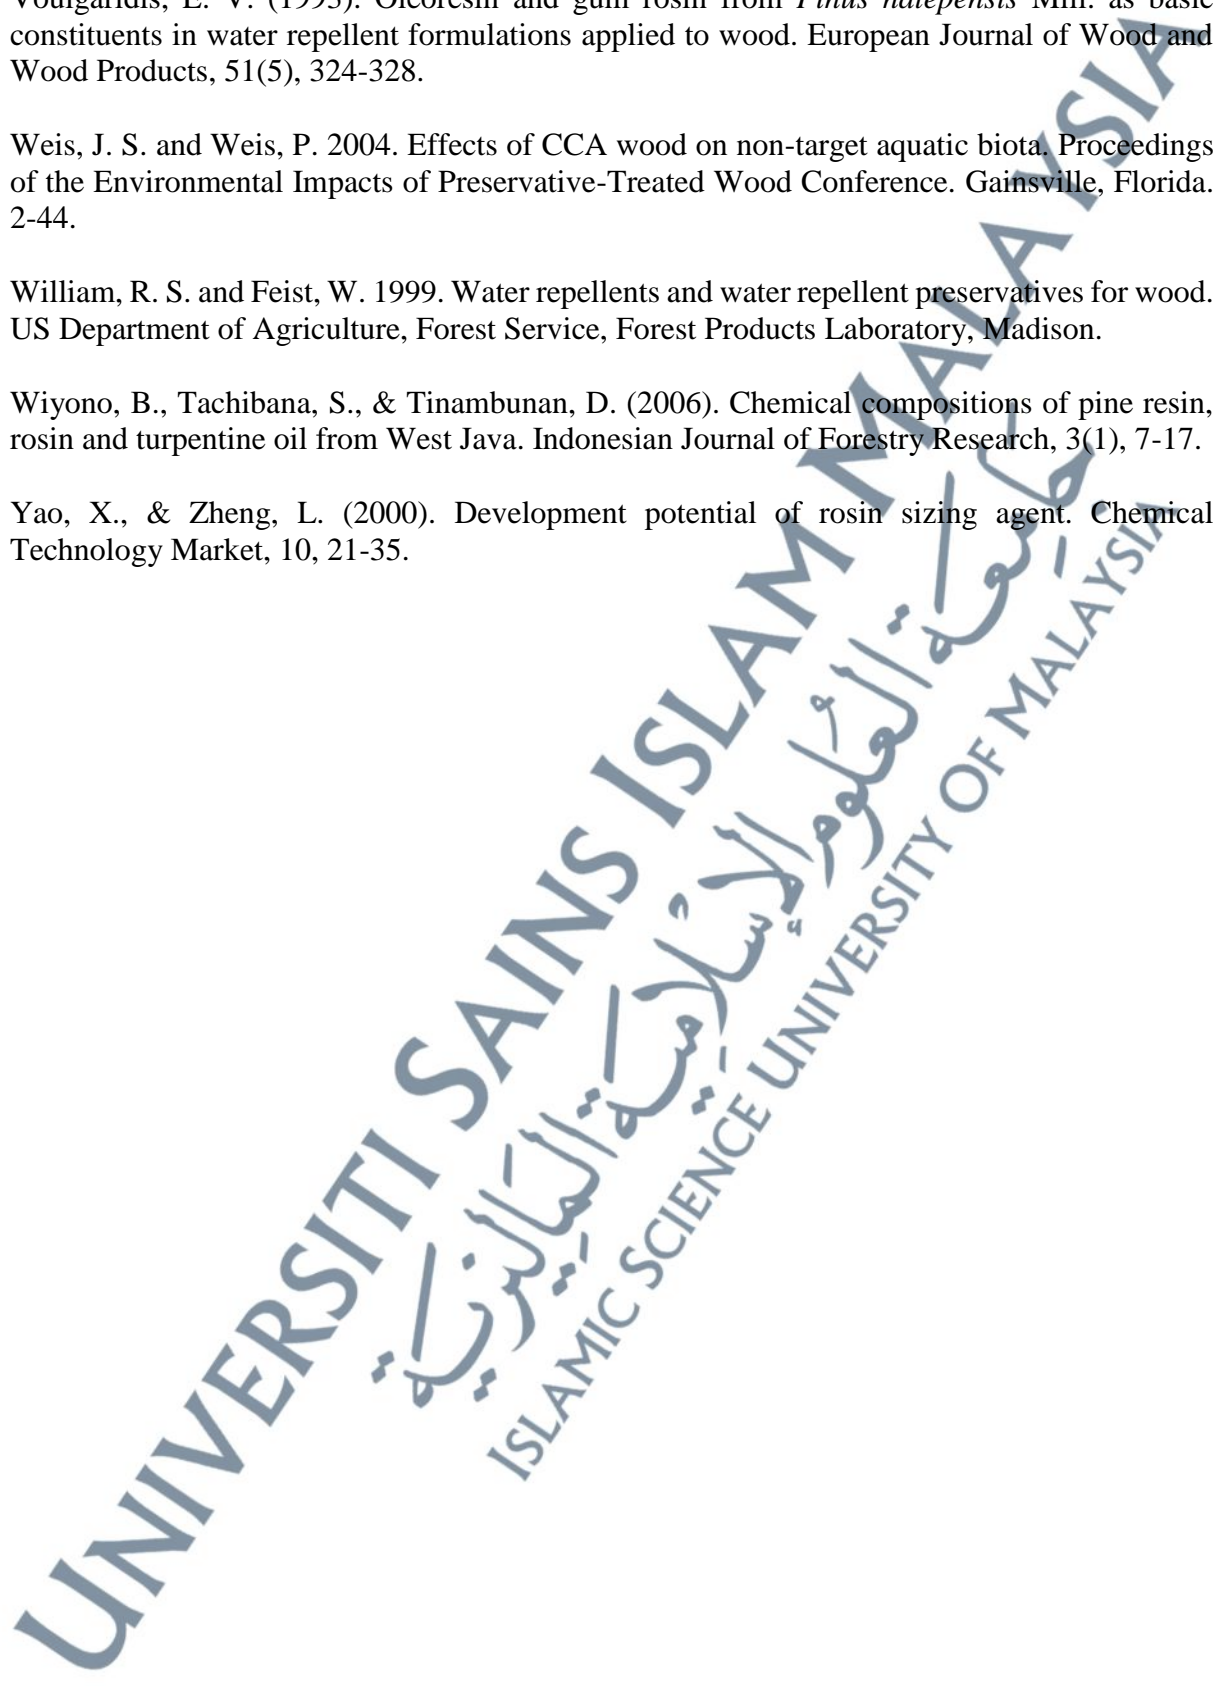 Voulgaridis, E. V. (1993). Oleoresin and gum rosin from Pinus halepensis Mill. as basic
constituents in water repellent formulations applied to wood. European Journal of Wood and
Wood Products, 51(5), 324-328.
Weis, J. S. and Weis, P. 2004. Effects of CCA wood on non-target aquatic biota. Proceedings
of the Environmental Impacts of Preservative-Treated Wood Conference. Gainsville, Florida.
2-44.
William, R. S. and Feist, W. 1999. Water repellents and water repellent preservatives for wood.
US Department of Agriculture, Forest Service, Forest Products Laboratory, Madison.
Wiyono, B., Tachibana, S., & Tinambunan, D. (2006). Chemical compositions of pine resin,
rosin and turpentine oil from West Java. Indonesian Journal of Forestry Research, 3(1), 7-17.
Yao, X., & Zheng, L. (2000). Development potential of rosin sizing agent. Chemical
Technology Market, 10, 21-35.
UNIVERSITI SAINS ISLAM MALAYSIA
جامعة العلوم الإسلامية الماليزية
ISLAMIC SCIENCE UNIVERSITY OF MALAYSIA